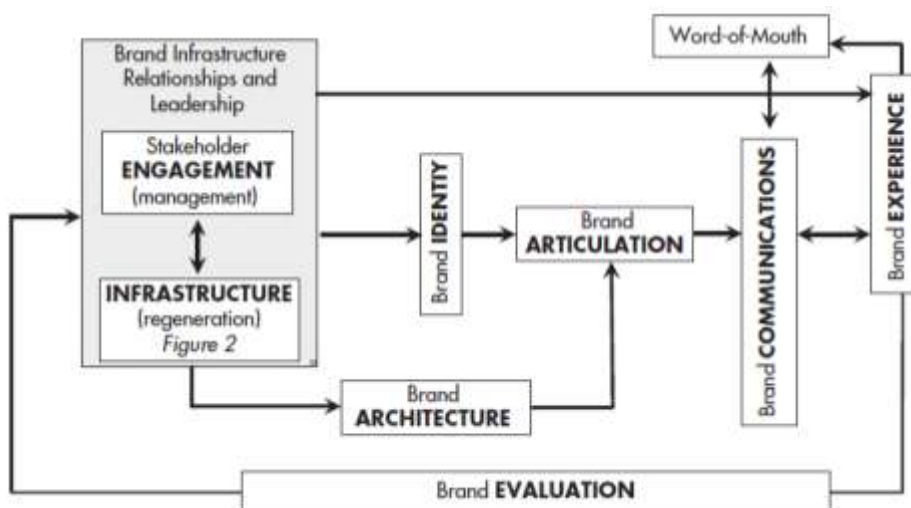 Brand Infrastructure
Relationships and
Leadership
Stakeholder
ENGAGEMENT
(management)
INFRASTRUCTURE
(regeneration)
Figure 2
Brand IDENTIY
Brand
ARCHITECTURE
Brand
ARTICULATION
Word-of-Mouth
Brand COMMUNICATIONS
Brand EXPERIENCE
Brand EVALUATION